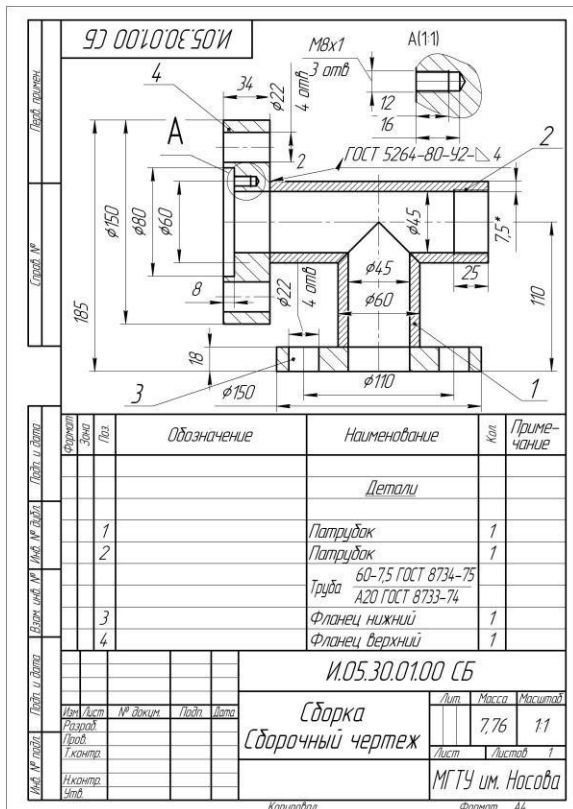 И.05.30.01.00 СБ
Перв. примен.
Справ. №
Подп. и дата
Инв. № дубл.
Взам. инв. №
Подп. и дата
Инв. № подл.
4
34
⌀22
4 отв
М8х1
3 отв
А(1:1)
12
16
А
2
ГОСТ 5264-80-У2-◺ 4
2
⌀150
⌀80
⌀60
⌀45
7,5*
25
8
⌀22
4 отв
⌀45
⌀60
185
110
18
3
⌀110
⌀150
1
Формат
Зона
Поз.
Обозначение
Наименование
Кол.
Приме-
чание
Детали
1 Патрубок 1
2 Патрубок 1
Труба 60-7,5 ГОСТ 8734-75
А20 ГОСТ 8733-74
3 Фланец нижний 1
4 Фланец верхний 1
И.05.30.01.00 СБ
Изм. Лист № докум. Подп. Дата
Разраб.
Пров.
Т.контр.
Н.контр.
Утв.
Сборка
Сборочный чертеж
Лит. Масса Масштаб
7,76 1:1
Лист Листов 1
МГТУ им. Носова
Копировал Формат А4